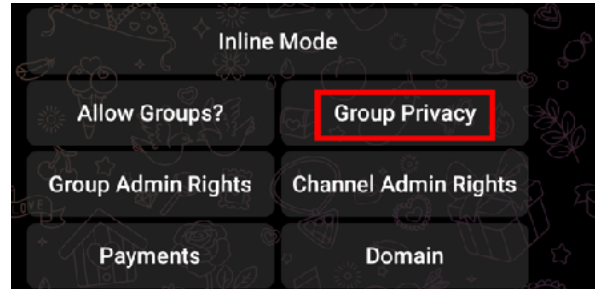 Inline Mode
Allow Groups?
Group Privacy
Group Admin Rights
Channel Admin Rights
Payments
Domain